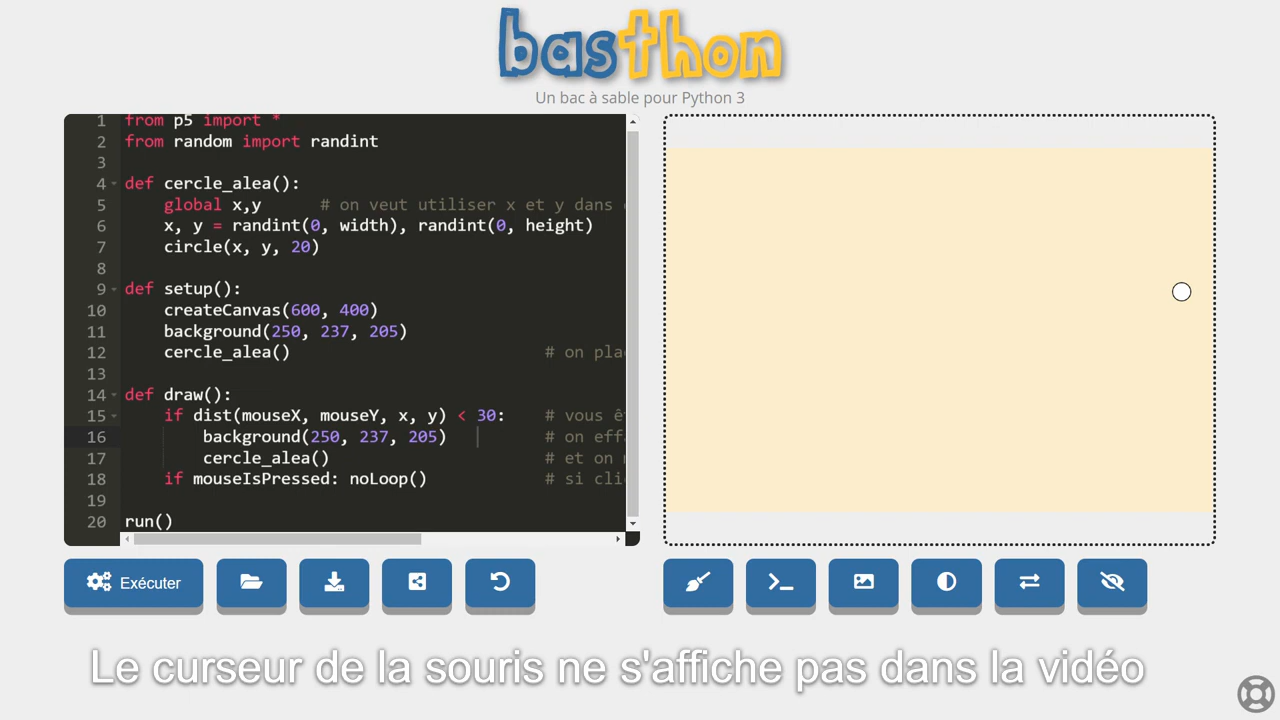 basthon
Un bac à sable pour Python 3
1 from p5 import *
2 from random import randint
3
4 def cercle_alea():
5 global x,y # on veut utiliser x et y dans
6 x, y = randint(0, width), randint(0, height)
7 circle(x, y, 20)
8
9 def setup():
10 createCanvas(600, 400)
11 background(250, 237, 205)
12 cercle_alea() # on pla
13
14 def draw():
15 if dist(mouseX, mouseY, x, y) < 30: # vous ê
16 background(250, 237, 205) # on eff
17 cercle_alea() # et on
18 if mouseIsPressed: noLoop() # si cli
19
20 run()
Exécuter
Le curseur de la souris ne s'affiche pas dans la vidéo